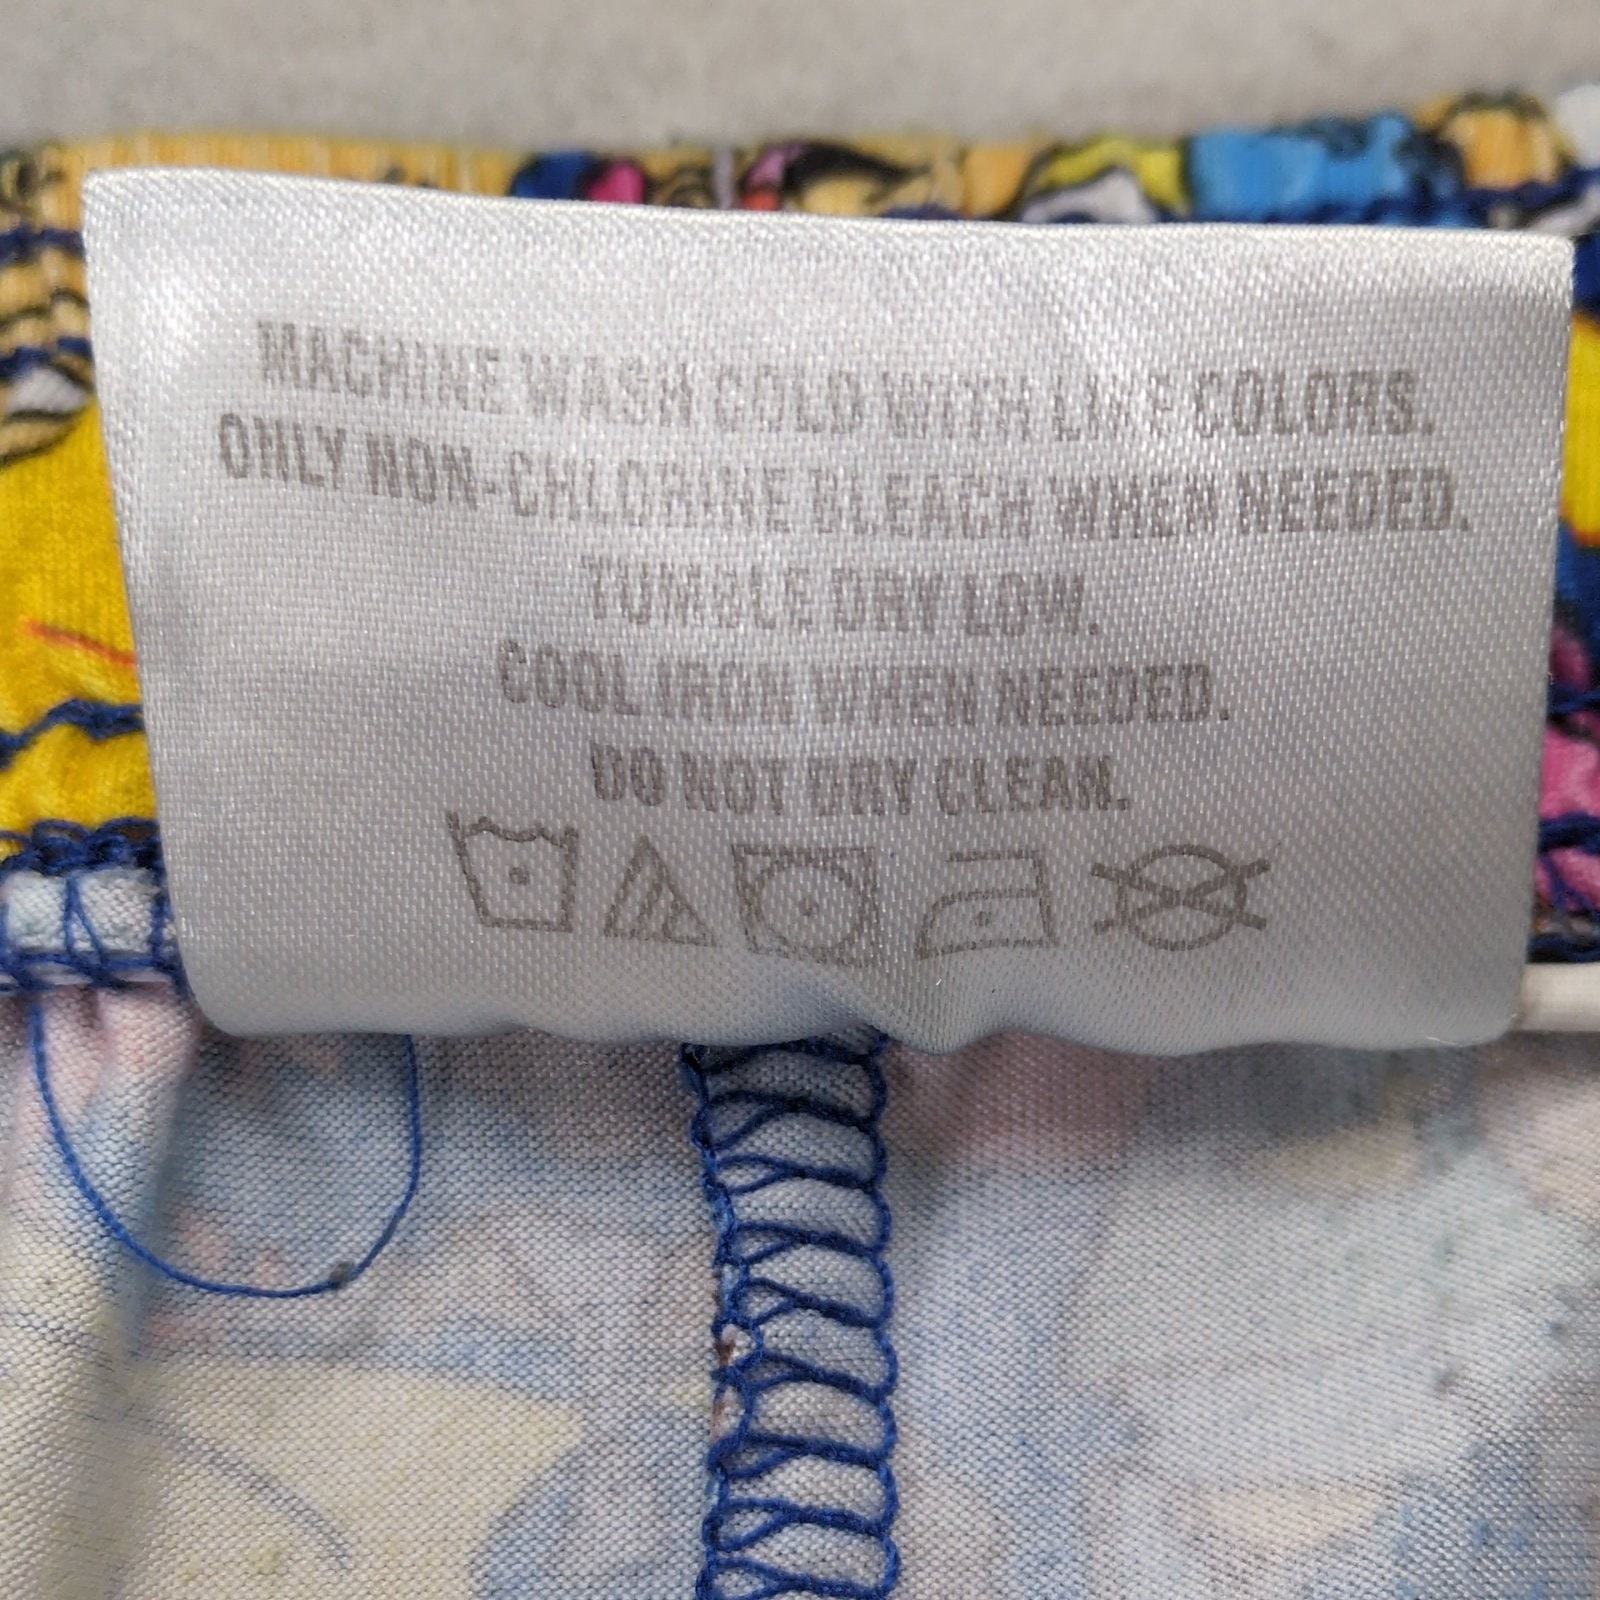 MACHINE WASH COLD WITH LIKE COLORS.
ONLY NON-CHLORINE BLEACH WHEN NEEDED.
TUMBLE DRY LOW.
COOL IRON WHEN NEEDED.
DO NOT DRY CLEAN.